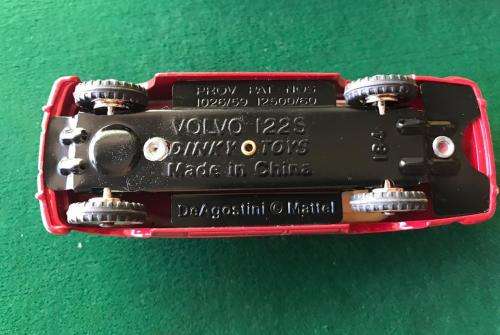 PROV PAT NOS
1026/59 12500/60
VOLVO 122S
DINKY TOYS
Made in China
184
DeAgostini © Mattel